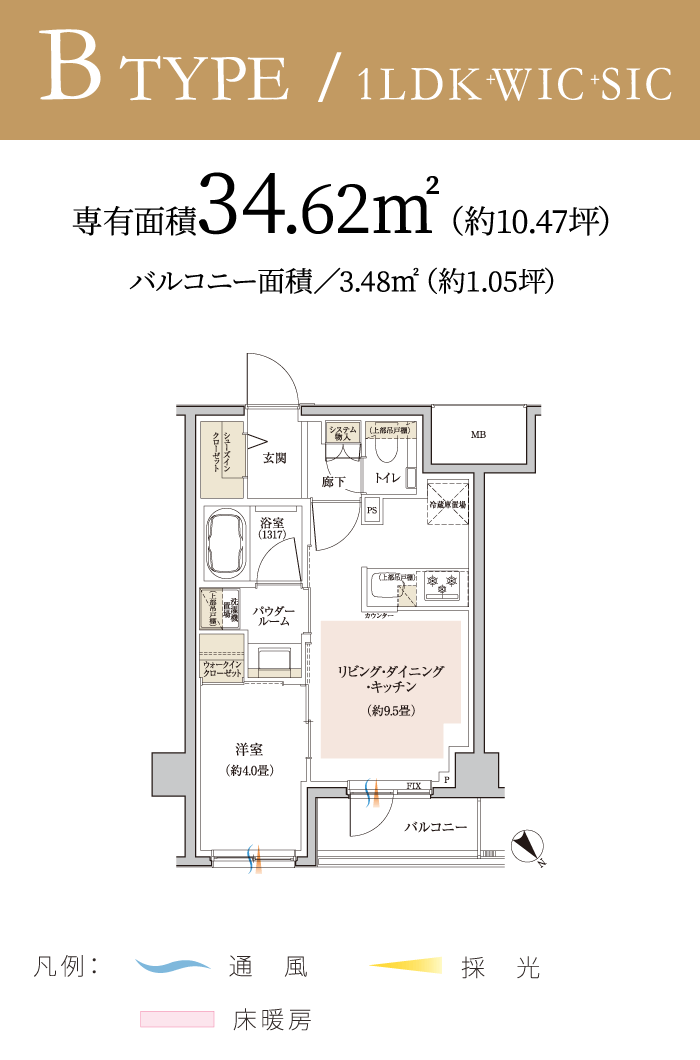 B TYPE / 1LDK+WIC+SIC
専有面積34.62㎡（約10.47坪）
バルコニー面積／3.48㎡（約1.05坪）
シューズイン
クローゼット
玄関
システム
物入
（上部吊戸棚）
廊下
トイレ
MB
PS
冷蔵庫置場
浴室
（1317）
（上部吊戸棚）
カウンター
洗濯機
置場
（上部吊戸棚）
パウダー
ルーム
ウォークイン
クローゼット
リビング・ダイニング
・キッチン
（約9.5畳）
洋室
（約4.0畳）
P
FIX
バルコニー
N
凡例：
通風
採光
床暖房